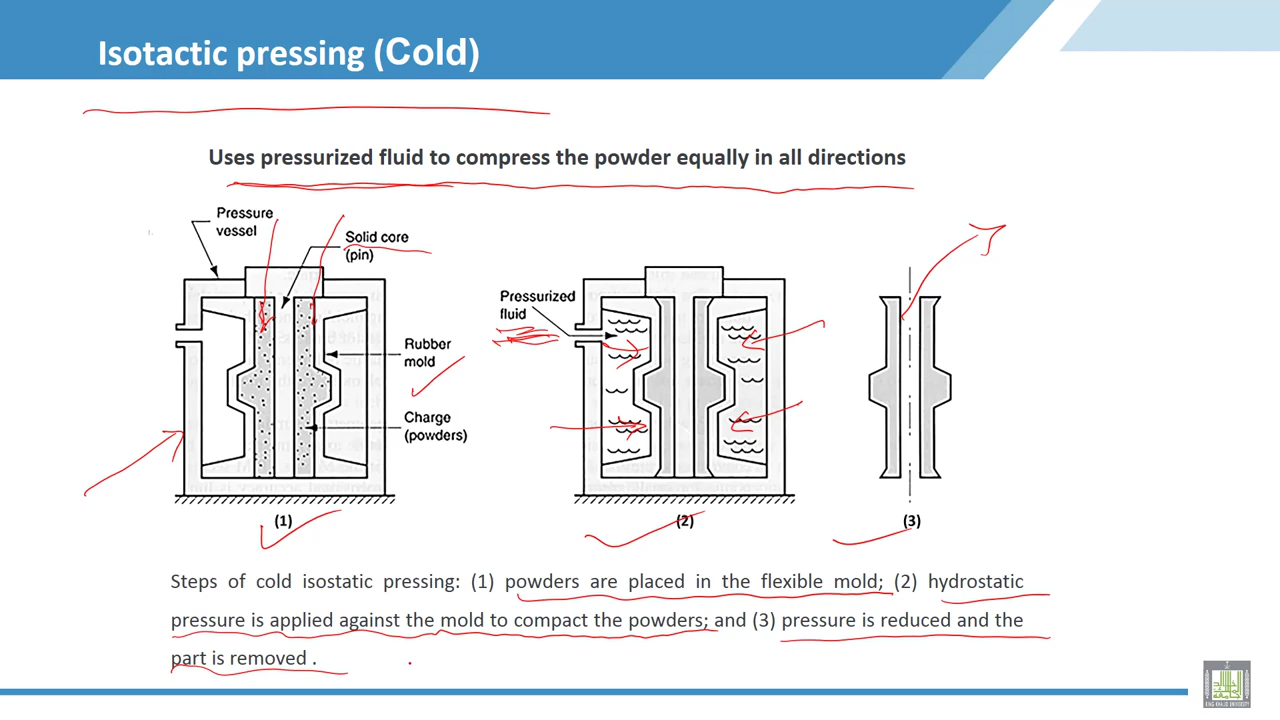 Isotactic pressing (Cold)
Uses pressurized fluid to compress the powder equally in all directions
Pressure
vessel
Solid core
(pin)
Rubber
mold
Charge
(powders)
(1)
Pressurized
fluid
(2)
(3)
Steps of cold isostatic pressing: (1) powders are placed in the flexible mold; (2) hydrostatic
pressure is applied against the mold to compact the powders; and (3) pressure is reduced and the
part is removed .
KING KHALID UNIVERSITY